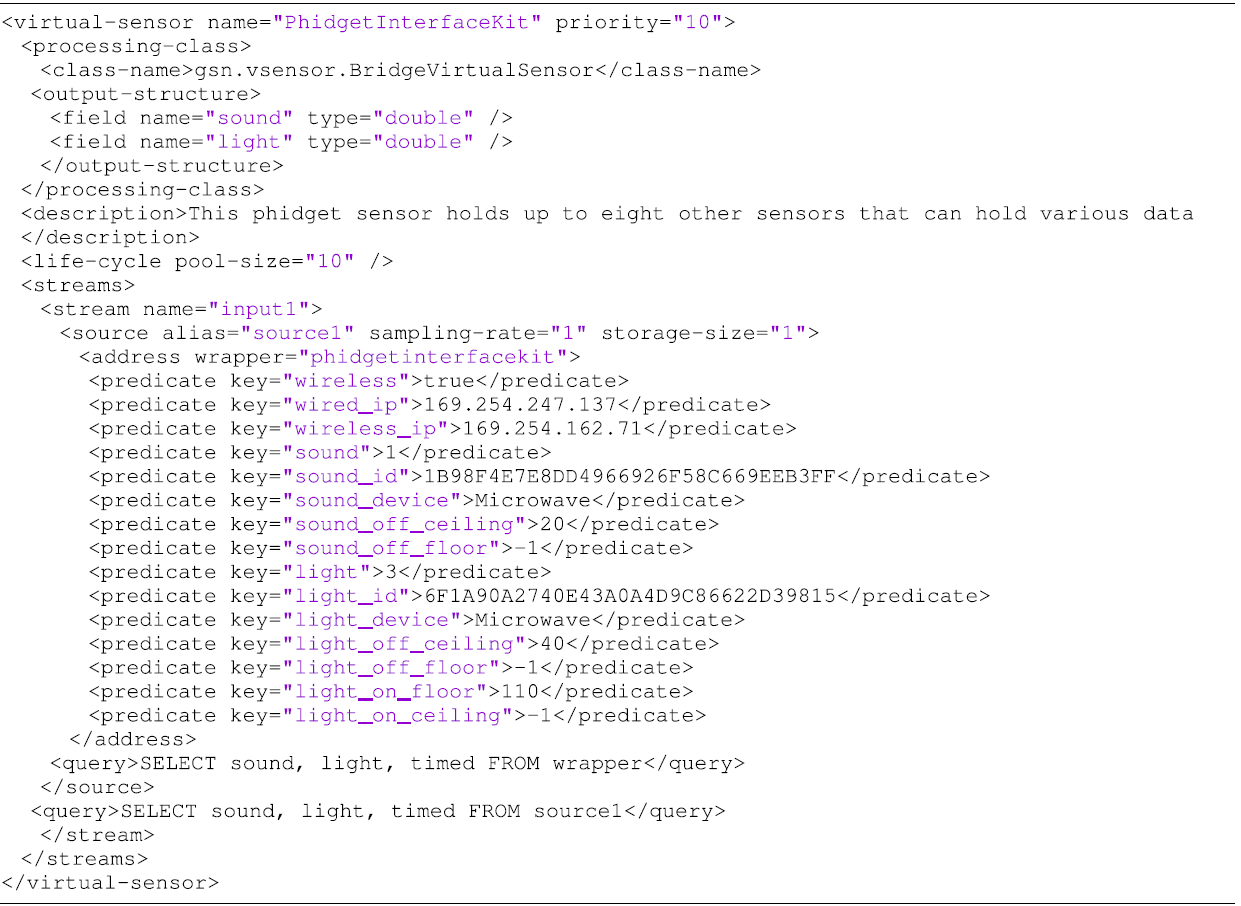 <virtual-sensor name="PhidgetInterfaceKit" priority="10">
<processing-class>
<class-name>gsn.vsensor.BridgeVirtualSensor</class-name>
<output-structure>
<field name="sound" type="double" />
<field name="light" type="double" />
</output-structure>
</processing-class>
<description>This phidget sensor holds up to eight other sensors that can hold various data
</description>
<life-cycle pool-size="10" />
<streams>
<stream name="input1">
<source alias="source1" sampling-rate="1" storage-size="1">
<address wrapper="phidgetinterfacekit">
<predicate key="wireless">true</predicate>
<predicate key="wired_ip">169.254.247.137</predicate>
<predicate key="wireless_ip">169.254.162.71</predicate>
<predicate key="sound">1</predicate>
<predicate key="sound_id">1B98F4E7E8DD4966926F58C669EEB3FF</predicate>
<predicate key="sound_device">Microwave</predicate>
<predicate key="sound_off_ceiling">20</predicate>
<predicate key="sound_off_floor">-1</predicate>
<predicate key="light">3</predicate>
<predicate key="light_id">6F1A90A2740E43A0A4D9C86622D39815</predicate>
<predicate key="light_device">Microwave</predicate>
<predicate key="light_off_ceiling">40</predicate>
<predicate key="light_off_floor">-1</predicate>
<predicate key="light_on_floor">110</predicate>
<predicate key="light_on_ceiling">-1</predicate>
</address>
<query>SELECT sound, light, timed FROM wrapper</query>
</source>
<query>SELECT sound, light, timed FROM source1</query>
</stream>
</streams>
</virtual-sensor>